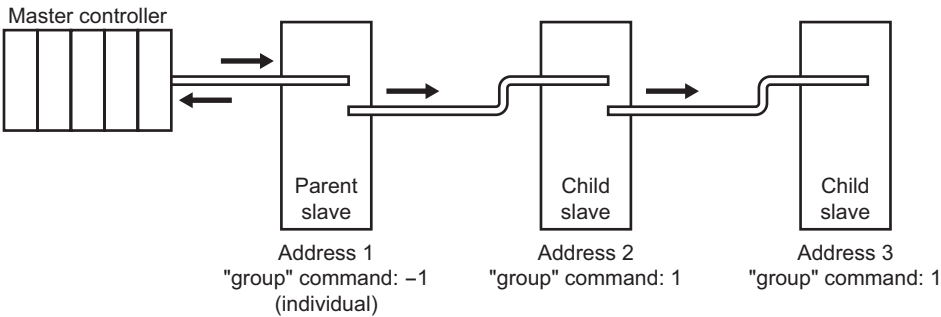 Master controller
Parent
slave
Child
slave
Child
slave
Address 1
"group" command: −1
(individual)
Address 2
"group" command: 1
Address 3
"group" command: 1